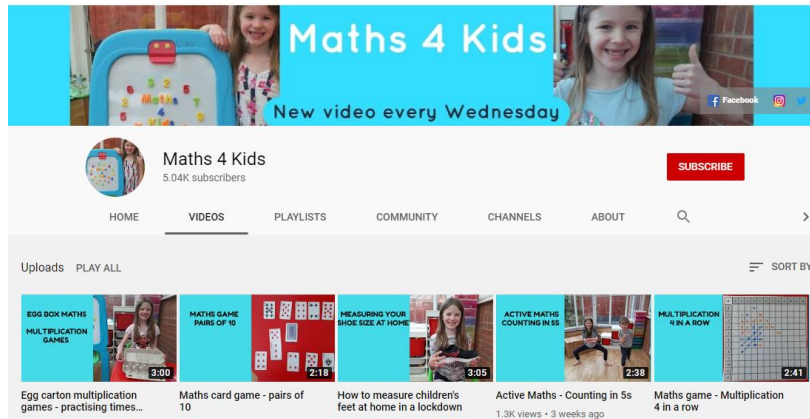 Maths 4 Kids
New video every Wednesday
Facebook
Maths 4 Kids
5.04K subscribers
SUBSCRIBE
HOME VIDEOS PLAYLISTS COMMUNITY CHANNELS ABOUT
Uploads PLAY ALL
SORT BY
EGG BOX MATHS
MULTIPLICATION
GAMES
3:00
MATHS GAME
PAIRS OF 10
2:18
MEASURING YOUR
SHOE SIZE AT HOME
3:05
ACTIVE MATHS
COUNTING IN 5S
2:38
MULTIPLICATION
4 IN A ROW
2:41
Egg carton multiplication
games - practising times...
Maths card game - pairs of
10
How to measure children's
feet at home in a lockdown
Active Maths - Counting in 5s
1.3K views • 3 weeks ago
Maths game - Multiplication
4 in a row